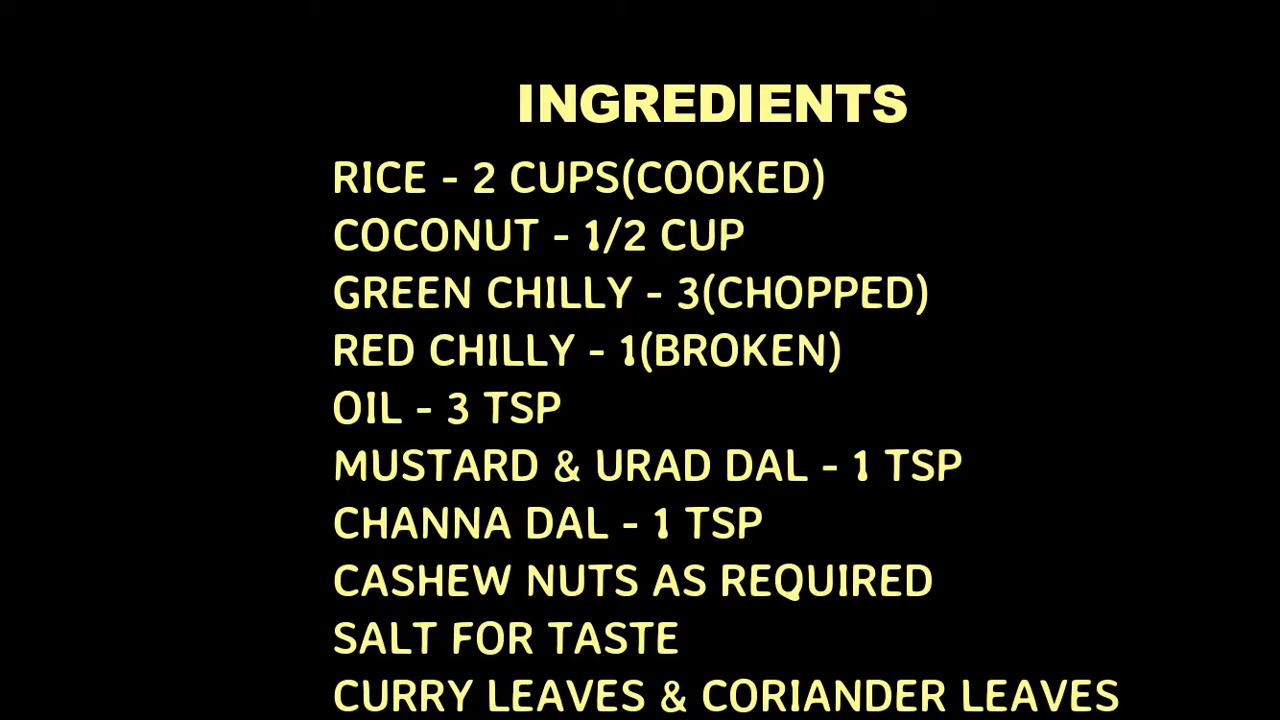 INGREDIENTS
RICE - 2 CUPS(COOKED)
COCONUT - 1/2 CUP
GREEN CHILLY - 3(CHOPPED)
RED CHILLY - 1(BROKEN)
OIL - 3 TSP
MUSTARD & URAD DAL - 1 TSP
CHANNA DAL - 1 TSP
CASHEW NUTS AS REQUIRED
SALT FOR TASTE
CURRY LEAVES & CORIANDER LEAVES